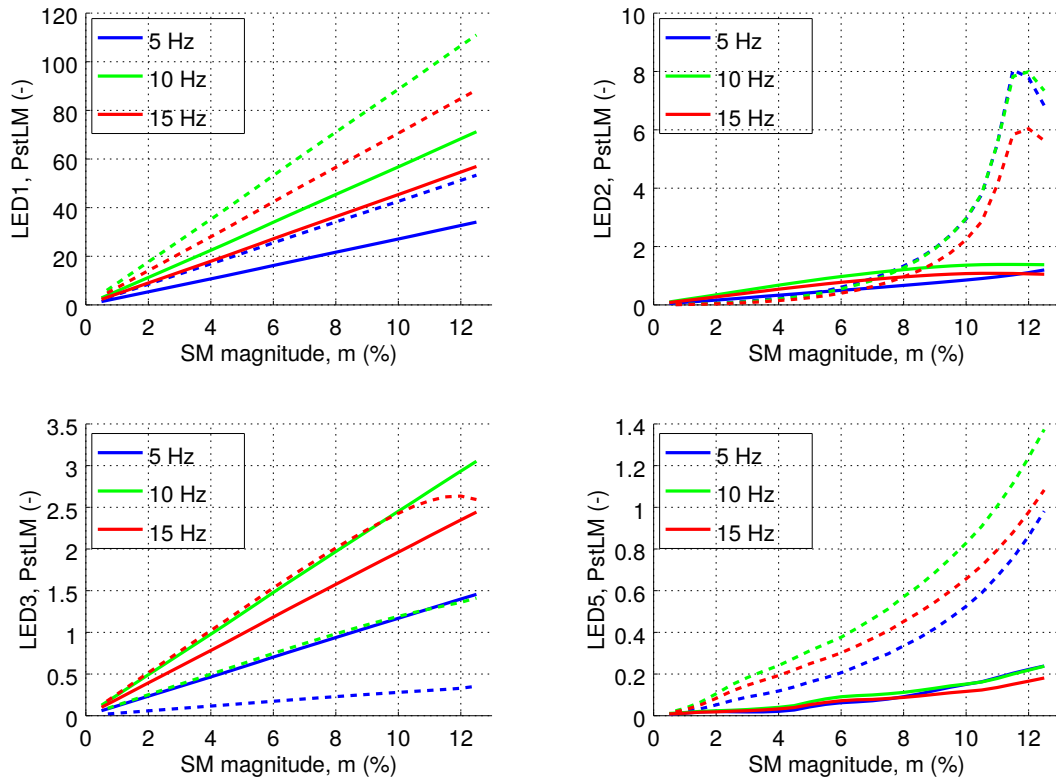 LED1, PstLM (-)
120
100
80
60
40
20
0
5 Hz
10 Hz
15 Hz
0 2 4 6 8 10 12
SM magnitude, m (%)
LED2, PstLM (-)
10
8
6
4
2
0
5 Hz
10 Hz
15 Hz
0 2 4 6 8 10 12
SM magnitude, m (%)
LED3, PstLM (-)
3.5
3
2.5
2
1.5
1
0.5
0
5 Hz
10 Hz
15 Hz
0 2 4 6 8 10 12
SM magnitude, m (%)
LED5, PstLM (-)
1.4
1.2
1
0.8
0.6
0.4
0.2
0
5 Hz
10 Hz
15 Hz
0 2 4 6 8 10 12
SM magnitude, m (%)